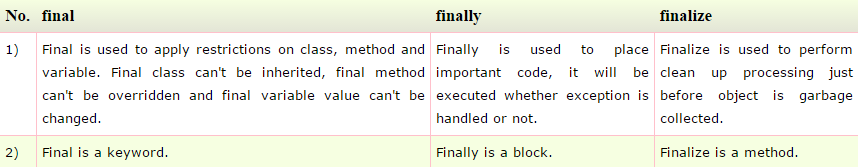 No. final finally finalize
1) Final is used to apply restrictions on class, method and variable. Final class can't be inherited, final method can't be overridden and final variable value can't be changed.
Finally is used to place important code, it will be executed whether exception is handled or not.
Finalize is used to perform clean up processing just before object is garbage collected.
2) Final is a keyword. Finally is a block. Finalize is a method.